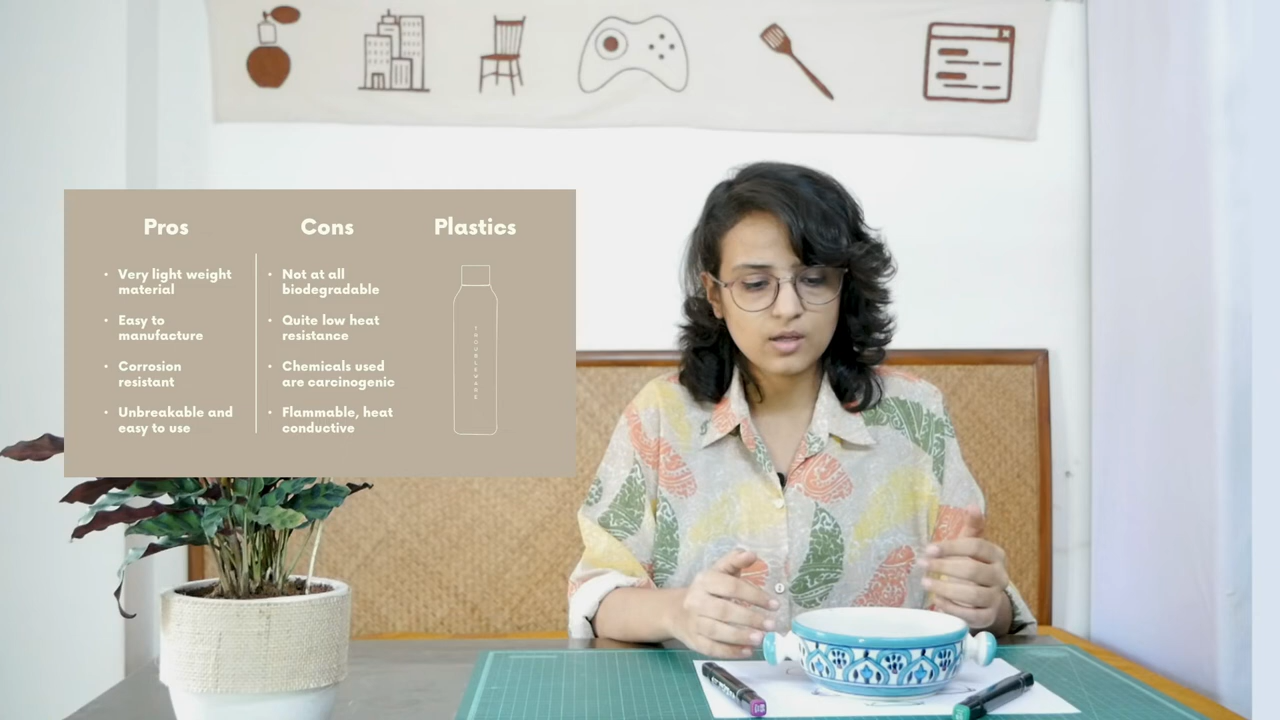 Pros
Very light weight
material
Easy to
manufacture
Corrosion
resistant
Unbreakable and
easy to use
Cons
Not at all
biodegradable
Quite low heat
resistance
Chemicals used
are carcinogenic
Flammable, heat
conductive
Plastics
TROUBLEWARE